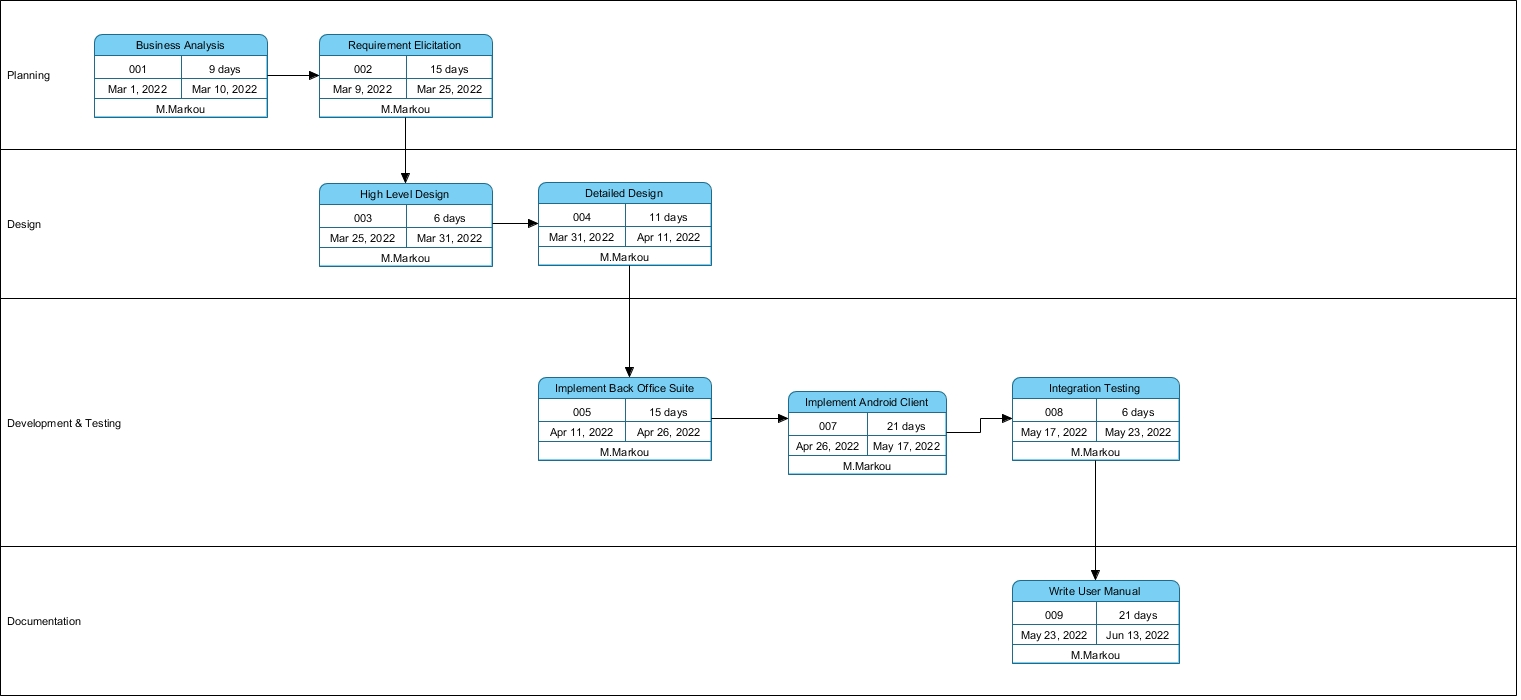 Planning
Business Analysis
001 9 days
Mar 1, 2022 Mar 10, 2022
M.Markou
Requirement Elicitation
002 15 days
Mar 9, 2022 Mar 25, 2022
M.Markou
Design
High Level Design
003 6 days
Mar 25, 2022 Mar 31, 2022
M.Markou
Detailed Design
004 11 days
Mar 31, 2022 Apr 11, 2022
M.Markou
Development & Testing
Implement Back Office Suite
005 15 days
Apr 11, 2022 Apr 26, 2022
M.Markou
Implement Android Client
007 21 days
Apr 26, 2022 May 17, 2022
M.Markou
Integration Testing
008 6 days
May 17, 2022 May 23, 2022
M.Markou
Documentation
Write User Manual
009 21 days
May 23, 2022 Jun 13, 2022
M.Markou